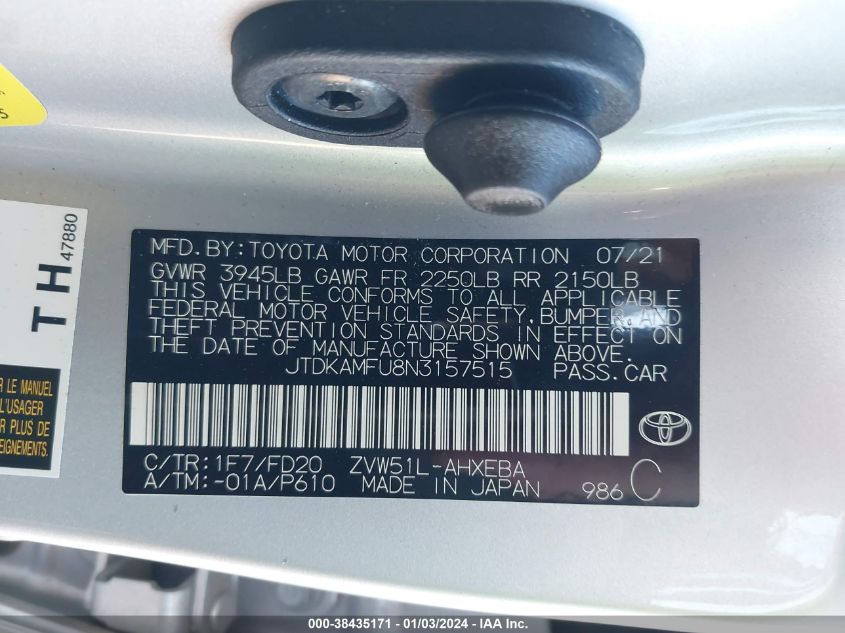 S
TH
47880
MFD. BY: TOYOTA MOTOR CORPORATION 07/21
GVWR 3945LB GAWR FR 2250LB RR 2150LB
THIS VEHICLE CONFORMS TO ALL APPLICABLE
FEDERAL MOTOR VEHICLE SAFETY, BUMPER, AND
THEFT PREVENTION STANDARDS IN EFFECT ON
THE DATE OF MANUFACTURE SHOWN ABOVE.
JTDKAMFU8N3157515 PASS. CAR
C/TR: 1F7/FD20 ZVW51L-AHXEBA
A/TM: -01A/P610 MADE IN JAPAN 986 C
TOYOTA
R LE MANUEL
L'USAGER
R PLUS
EIGNEMENTS.
000-38435171 - 01/03/2024 - IAA Inc.